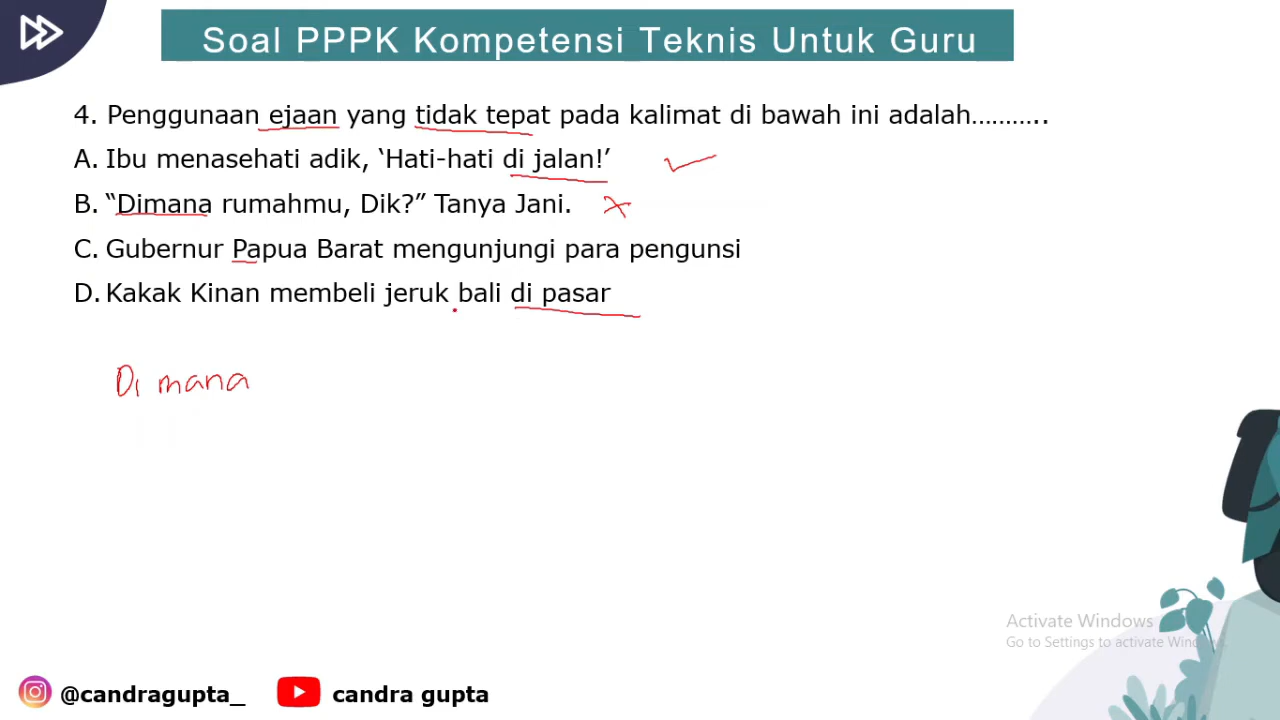 Soal PPPK Kompetensi Teknis Untuk Guru
4. Penggunaan ejaan yang tidak tepat pada kalimat di bawah ini adalah………..
A. Ibu menasehati adik, ‘Hati-hati di jalan!’
B. “Dimana rumahmu, Dik?” Tanya Jani.
C. Gubernur Papua Barat mengunjungi para pengunsi
D. Kakak Kinan membeli jeruk bali di pasar
Di mana
Activate Windows
Go to Settings to activate Windows.
@candragupta_ candra gupta